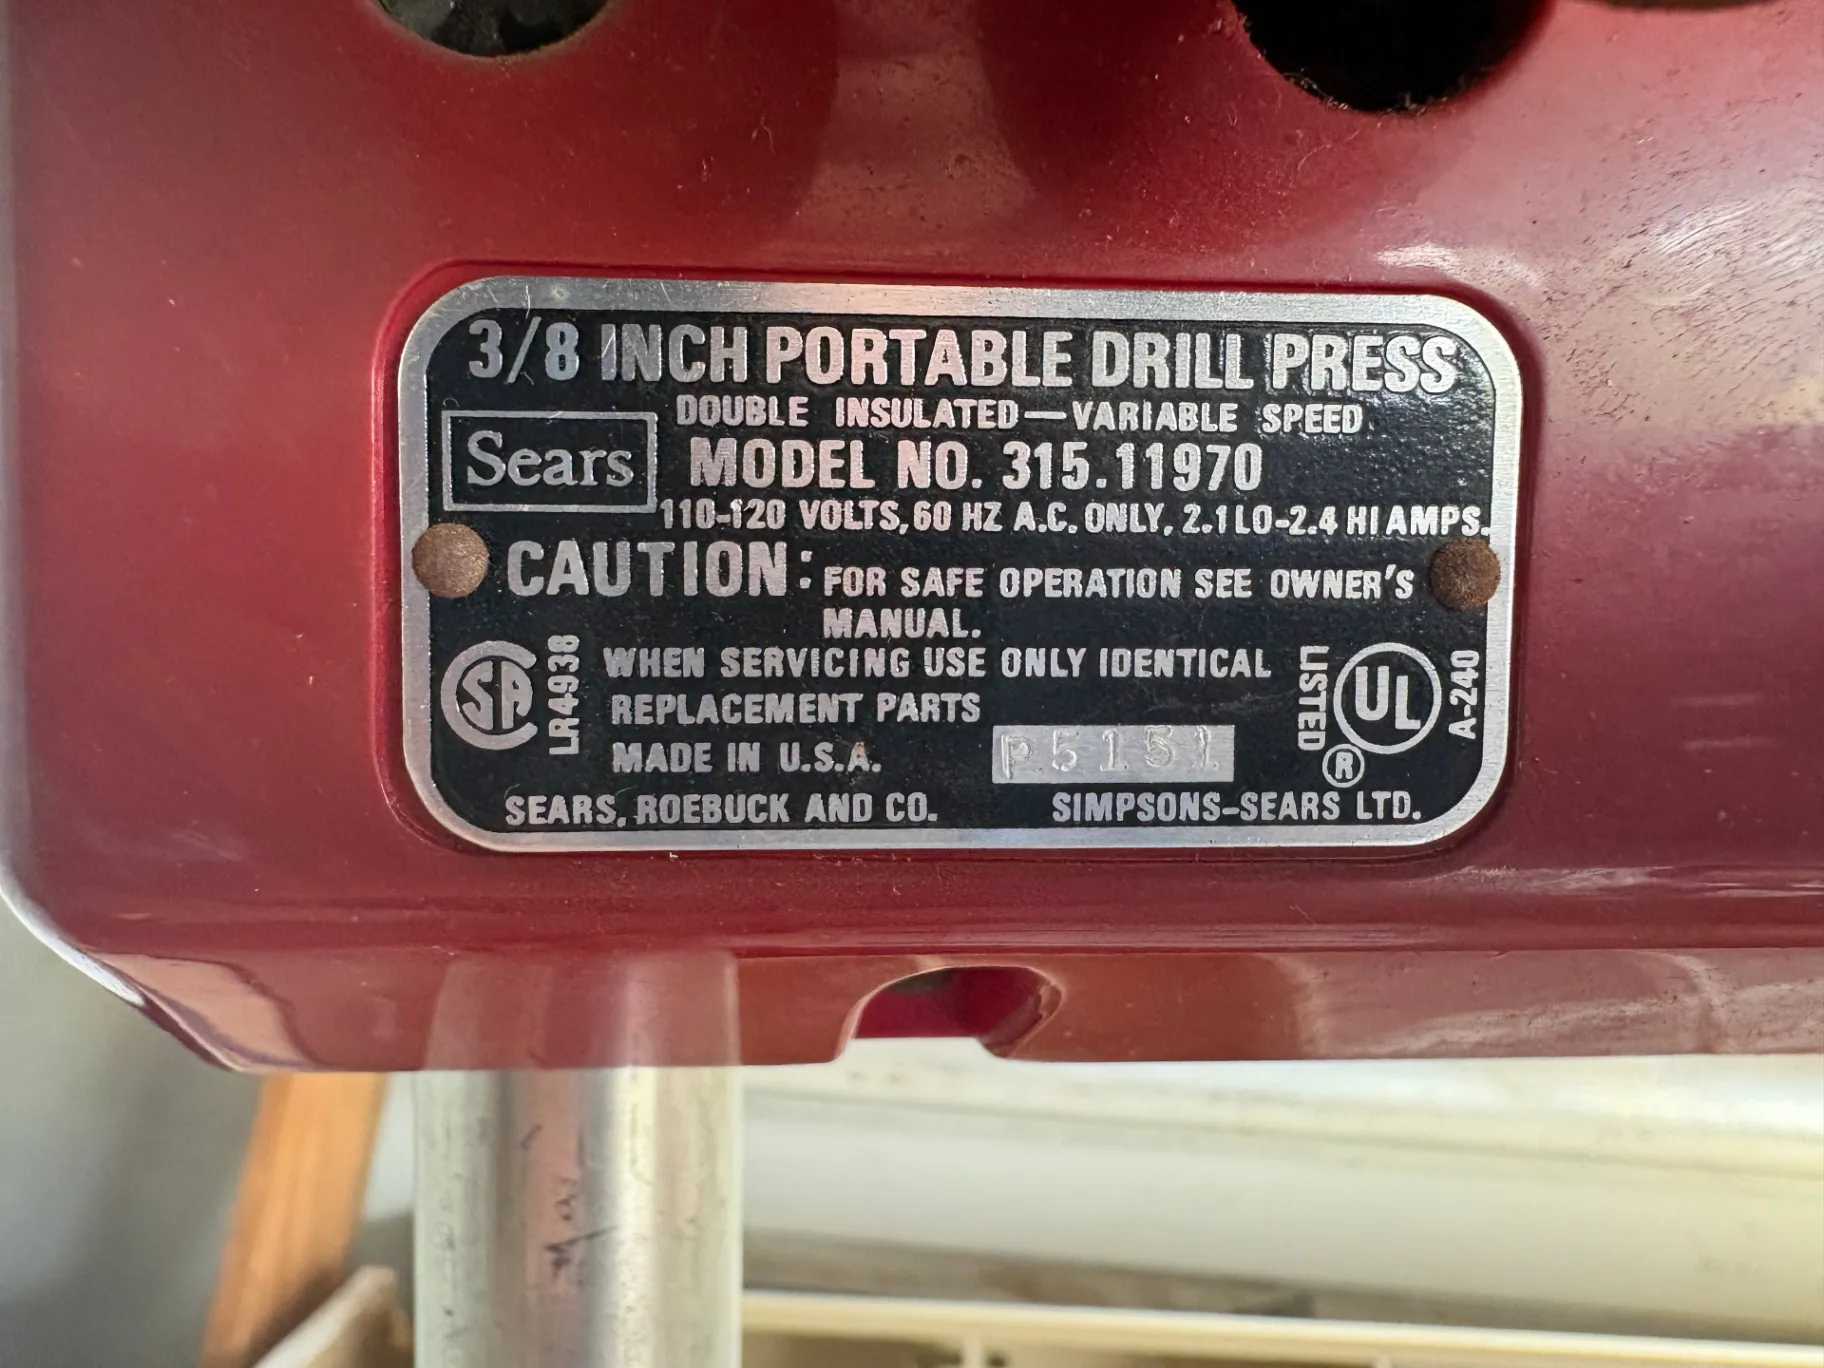 3/8 INCH PORTABLE DRILL PRESS
DOUBLE INSULATED—VARIABLE SPEED
Sears
MODEL NO. 315.11970
110-120 VOLTS, 60 HZ A.C. ONLY, 2.1 LO-2.4 HI AMPS.
CAUTION: FOR SAFE OPERATION SEE OWNER'S
MANUAL.
SA
LR4938
WHEN SERVICING USE ONLY IDENTICAL
REPLACEMENT PARTS
MADE IN U.S.A.
P5151
LISTED
UL
®
A-240
SEARS, ROEBUCK AND CO.
SIMPSONS-SEARS LTD.